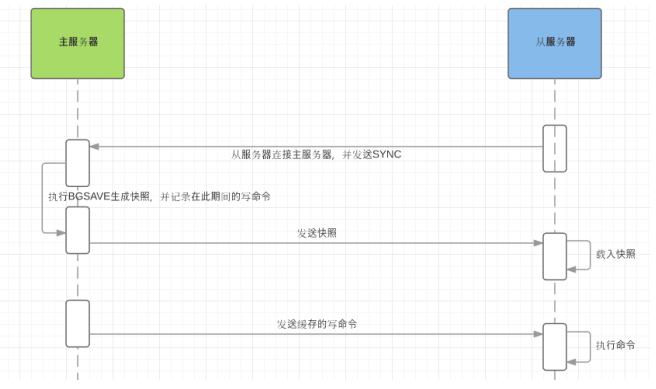 主服务器
从服务器
从服务器连接主服务器，并发送SYNC
执行BGSAVE生成快照，并记录在此期间的写命令
发送快照
载入快照
发送缓存的写命令
执行命令